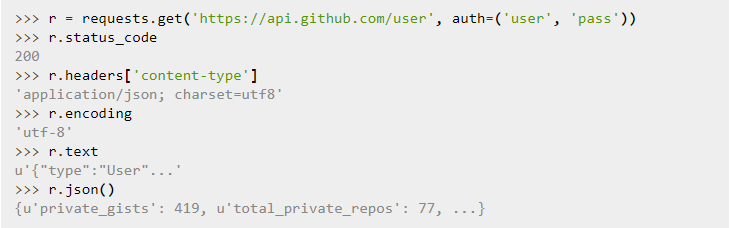 >>> r = requests.get('https://api.github.com/user', auth=('user', 'pass'))
>>> r.status_code
200
>>> r.headers['content-type']
'application/json; charset=utf8'
>>> r.encoding
'utf-8'
>>> r.text
u'{"type":"User"...'
>>> r.json()
{u'private_gists': 419, u'total_private_repos': 77, ...}